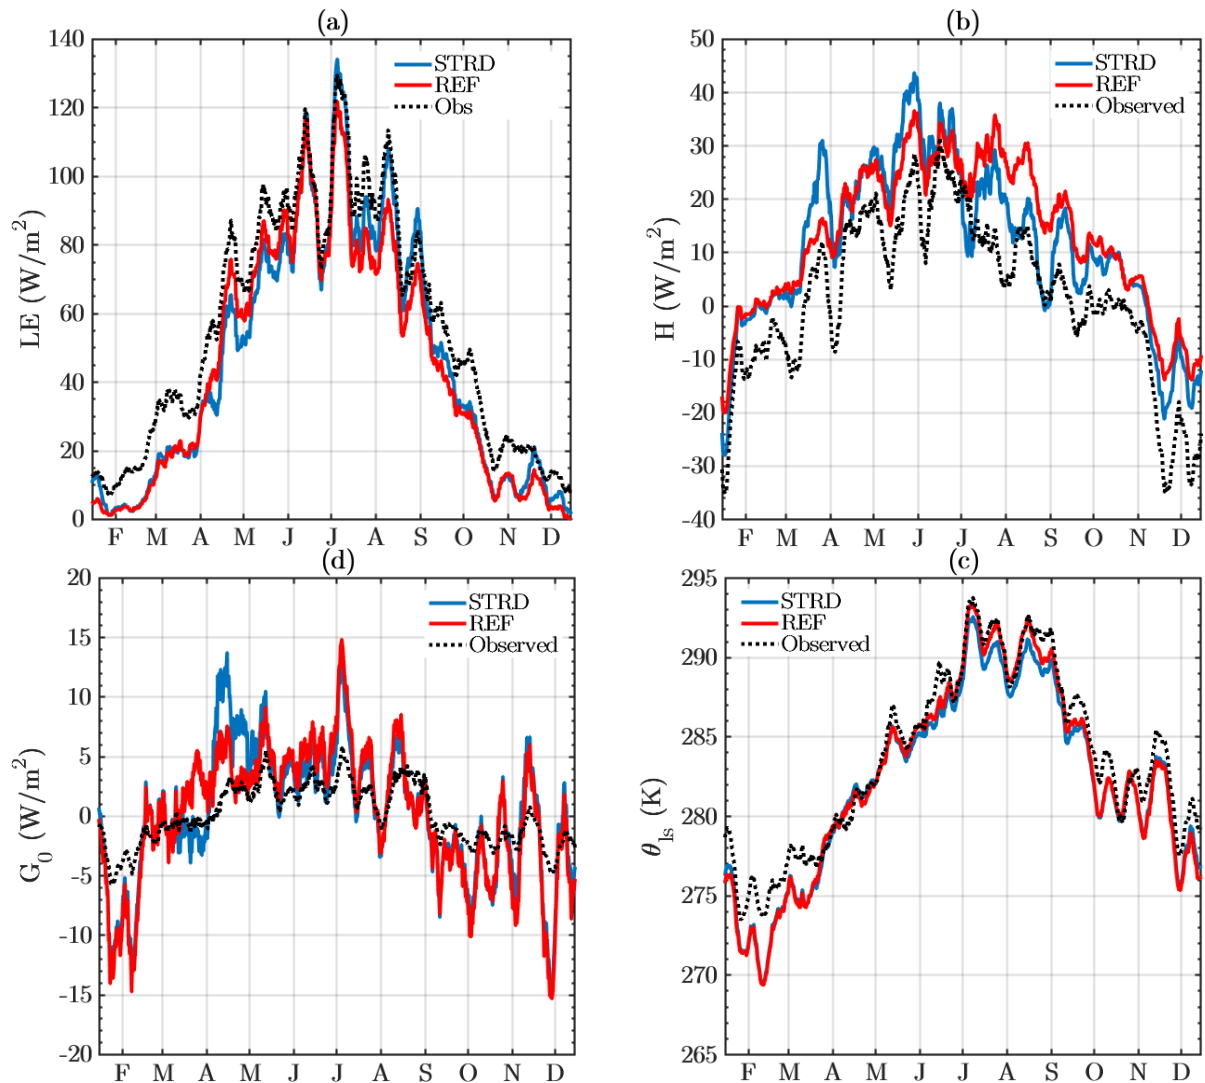 (a)
LE (W/m²)
140
120
100
80
60
40
20
0
STRD
REF
Obs
F M A M J J A S O N D
(b)
H (W/m²)
50
40
30
20
10
0
-10
-20
-30
-40
STRD
REF
Observed
F M A M J J A S O N D
(d)
G₀ (W/m²)
20
15
10
5
0
-5
-10
-15
-20
STRD
REF
Observed
F M A M J J A S O N D
(c)
θ_ls (K)
295
290
285
280
275
270
265
STRD
REF
Observed
F M A M J J A S O N D